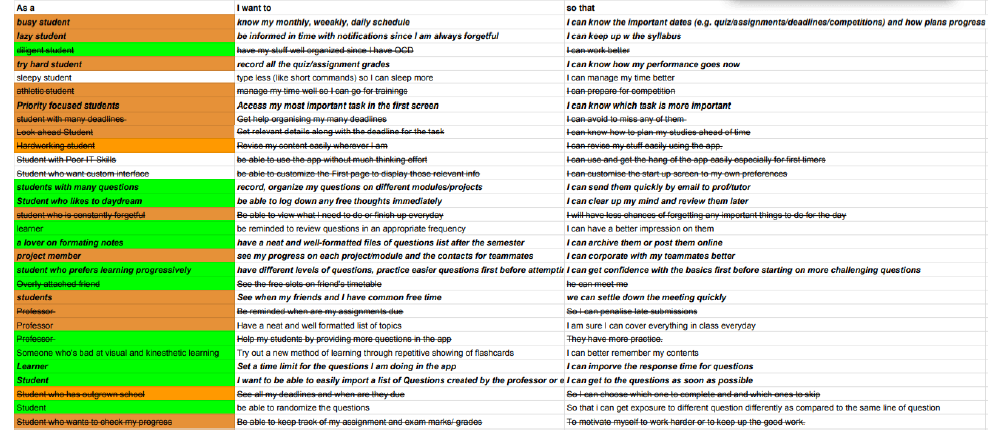 As a I want to so that
busy student know my monthly, weeakly, daily schedule I can know the important dates (e.g. quiz/assignments/deadlines/competitions) and how plans progress
lazy student be informed in time with notifications since I am always forgetful I can keep up w the syllabus
diligent student have my stuff well organized since I have OCD I can work better
try hard student record all the quiz/assignment grades I can know how my performance goes now
sleepy student type less (like short commands) so I can sleep more I can manage my time better
athletic student manage my time well so I can go for trainings I can prepare for competition
Priority focused students Access my most important task in the first screen I can know which task is more important
student with many deadlines Get help organising my many deadlines I can avoid to miss any of them
Look ahead Student Get relevant details along with the deadline for the task I can know how to plan my studies ahead of time
Hardworking student Revise my content easily wherever I am I can revise my stuff easily using the app.
Student with Poor IT Skills be able to use the app without much thinking effort I can use and get the hang of the app easily especially for first timers
Student who want custom interface be able to customize the First page to display those relevant info I can customise the start up screen to my own preferences
students with many questions record, organize my questions on different modules/projects I can send them quickly by email to prof/tutor
Student who likes to daydream be able to log down any free thoughts immediately I can clear up my mind and review them later
student who is constantly forgetful Be able to view what I need to do or finish up everyday I will have less chances of forgetting any important things to do for the day
learner be reminded to review questions in an appropriate frequency I can have a better impression on them
a lover on formating notes have a neat and well-formatted files of questions list after the semester I can archive them or post them online
project member see my progress on each project/module and the contacts for teammates I can corporate with my teammates better
student who prefers learning progressively have different levels of questions, practice easier questions first before attemptin I can get confidence with the basics first before starting on more challenging questions
Overly attached friend See the free slots on friend's timetable he can meet me
students See when my friends and I have common free time we can settle down the meeting quickly
Professor Be reminded when are my assignments due So I can penalise late submissions
Professor Have a neat and well formatted list of topics I am sure I can cover everything in class everyday
Professor Help my students by providing more questions in the app They have more practice.
Someone who's bad at visual and kinesthetic learning Try out a new method of learning through repetitive showing of flashcards I can better remember my contents
Learner Set a time limit for the questions I am doing in the app I can imporve the response time for questions
Student I want to be able to easily import a list of Questions created by the professor or e I can get to the questions as soon as possible
Student who has outgrown school See all my deadlines and when are they due So I can choose which one to complete and and which ones to skip
Student be able to randomize the questions So that i can get exposure to different question differently as compared to the same line of question
Student who wants to check my progress Be able to keep track of my assignment and exam marks/ grades To motivate myself to work harder or to keep up the good work.